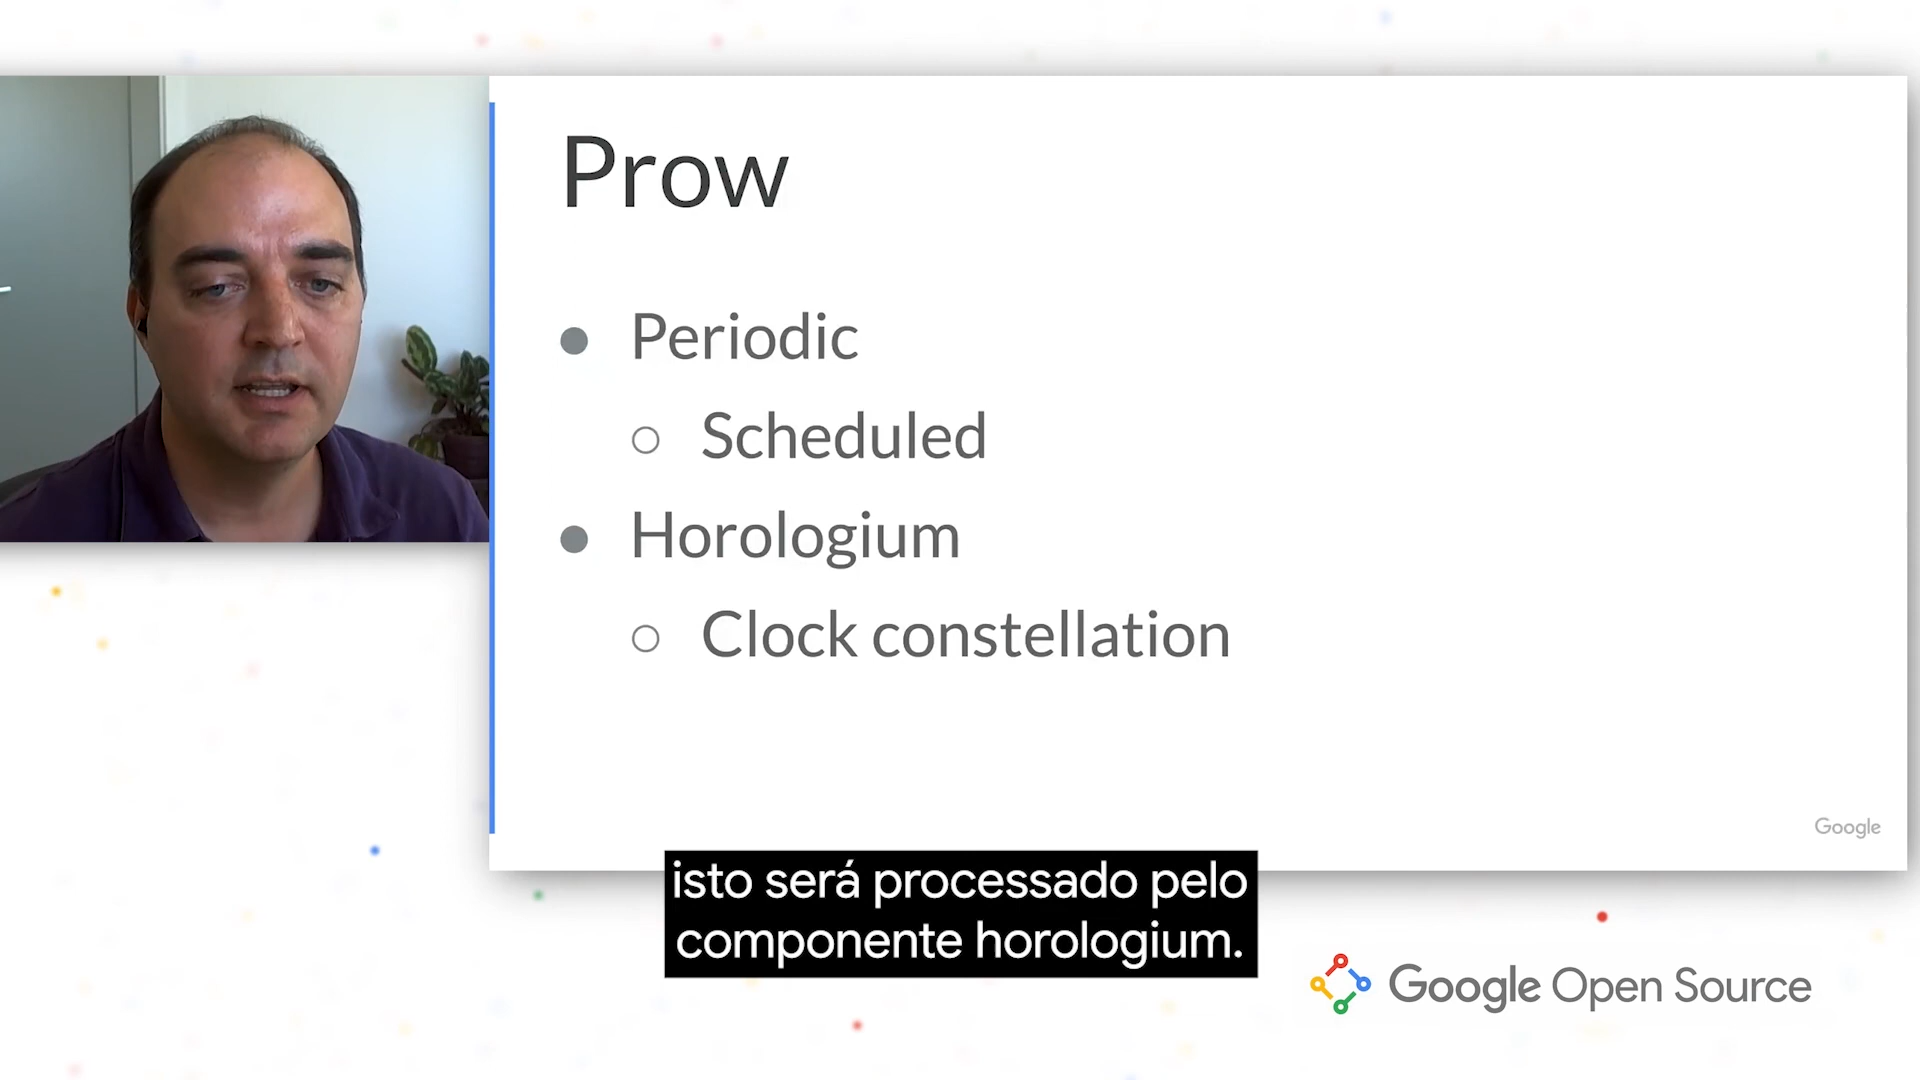 Prow
Periodic
Scheduled
Horologium
Clock constellation
Google
isto será processado pelo
componente horologium.
Google Open Source